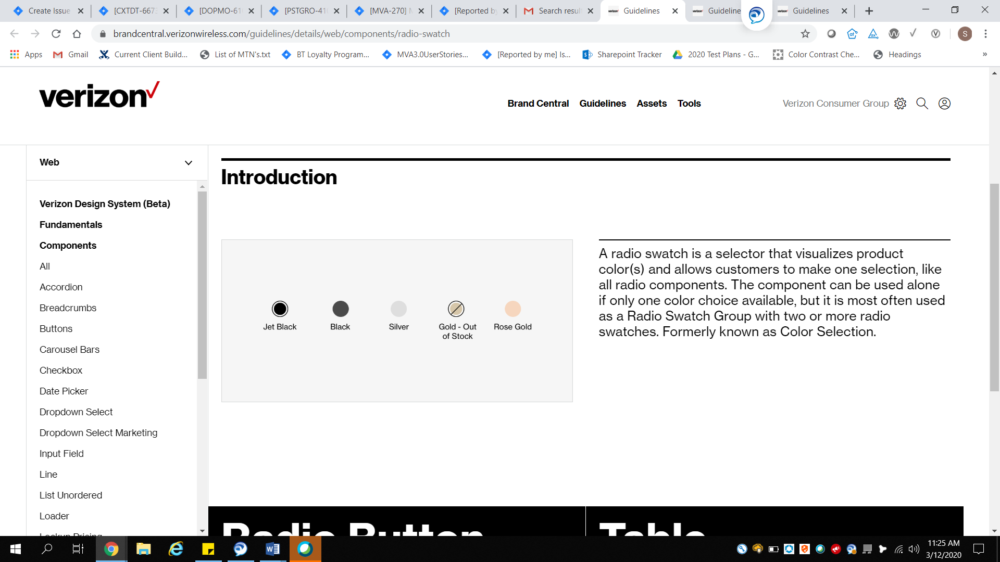 Create Issue
[CXTDT-6673
[DOPMO-61
[PSTGRO-41
[MVA-270]
[Reported by
Search resul
Guidelines
Guideline
Guidelines
brandcentral.verizonwireless.com/guidelines/details/web/components/radio-swatch
S
Apps
Gmail
Current Client Build...
List of MTN's.txt
BT Loyalty Program...
MVA3.0UserStories...
[Reported by me] Is...
Sharepoint Tracker
2020 Test Plans - G...
Color Contrast Che...
Headings
»
verizon
Brand Central
Guidelines
Assets
Tools
Verizon Consumer Group
Web
Verizon Design System (Beta)
Fundamentals
Components
All
Accordion
Breadcrumbs
Buttons
Carousel Bars
Checkbox
Date Picker
Dropdown Select
Dropdown Select Marketing
Input Field
Line
List Unordered
Loader
Lockup Pricing
Introduction
Jet Black
Black
Silver
Gold - Out
of Stock
Rose Gold
A radio swatch is a selector that visualizes product
color(s) and allows customers to make one selection, like
all radio components. The component can be used alone
if only one color choice available, but it is most often used
as a Radio Swatch Group with two or more radio
swatches. Formerly known as Color Selection.
Radio Button
Table
11:25 AM
3/12/2020